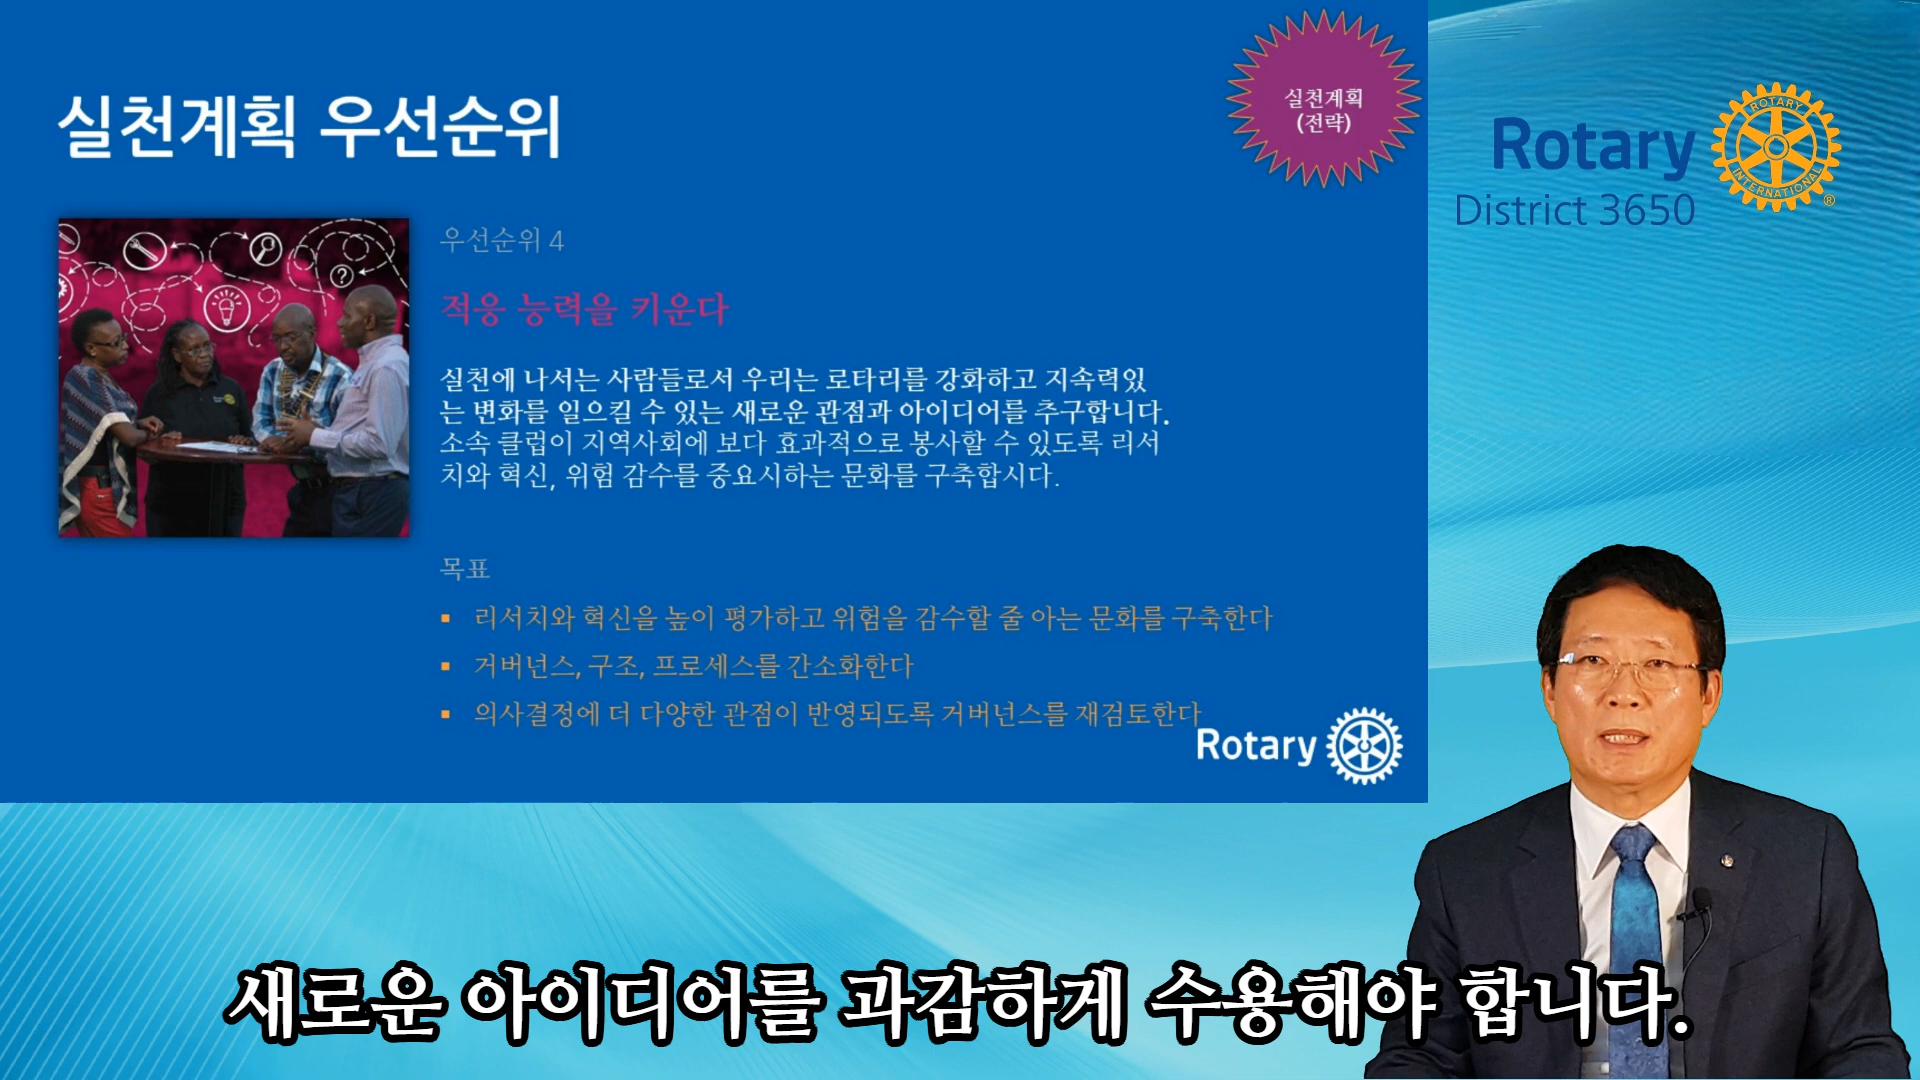 실천계획 우선순위
실천계획
(전략)
Rotary
District 3650
ROTARY
INTERNATIONAL
®
우선순위 4
적응 능력을 키운다
실천에 나서는 사람들로서 우리는 로타리를 강화하고 지속력있
는 변화를 일으킬 수 있는 새로운 관점과 아이디어를 추구합니다.
소속 클럽이 지역사회에 보다 효과적으로 봉사할 수 있도록 리서
치와 혁신, 위험 감수를 중요시하는 문화를 구축합시다.
목표
▪ 리서치와 혁신을 높이 평가하고 위험을 감수할 줄 아는 문화를 구축한다
▪ 거버넌스, 구조, 프로세스를 간소화한다
▪ 의사결정에 더 다양한 관점이 반영되도록 거버넌스를 재검토한다
Rotary
새로운 아이디어를 과감하게 수용해야 합니다.